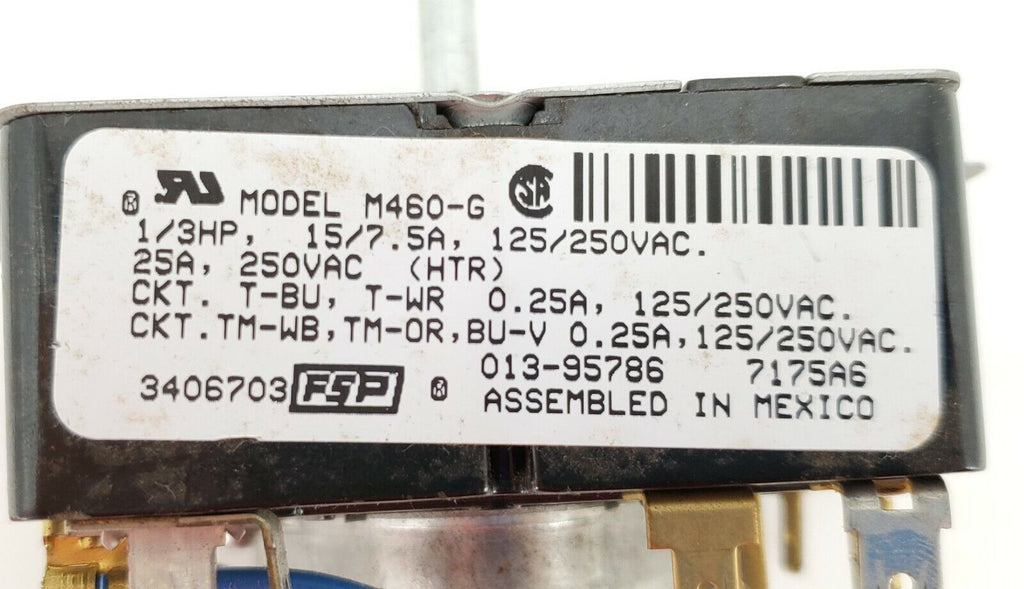 MODEL M460-G
1/3HP, 15/7.5A, 125/250VAC.
25A, 250VAC (HTR)
CKT. T-BU, T-WR 0.25A, 125/250VAC.
CKT.TM-WB,TM-OR,BU-V 0.25A,125/250VAC.
013-95786 7175A6
3406703 FSP
ASSEMBLED IN MEXICO